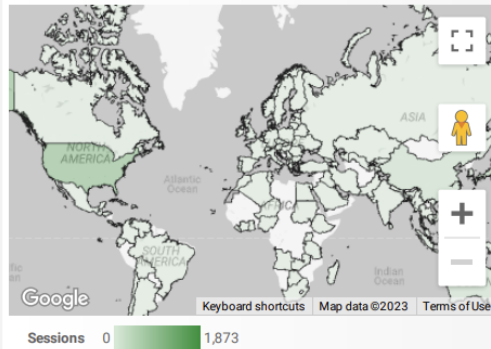 ASIA
NORTH
AMERICA
Atlantic
Ocean
AFRICA
SOUTH
AMERICA
Indian
Ocean
Google
Keyboard shortcuts
Map data ©2023
Terms of Use
Sessions 0 1,873